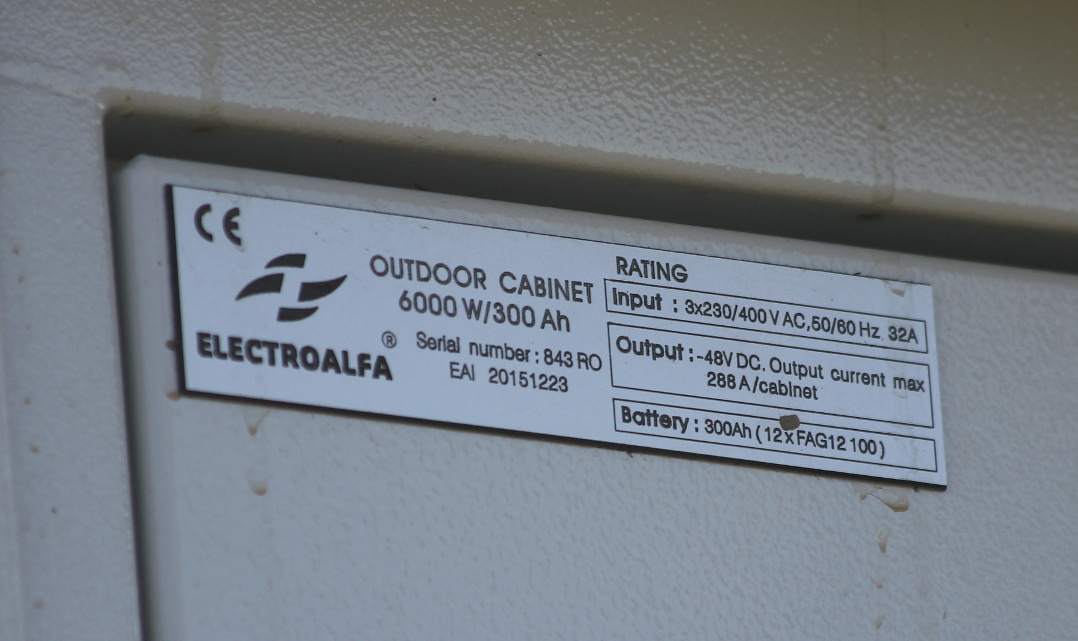 CE
ELECTROALFA
®
OUTDOOR CABINET
6000 W/300 Ah
Serial number : 843 RO
EAI 20151223
RATING
Input : 3x230/400 V AC,50/60 Hz 32A
Output : -48V DC. Output current max
288 A/cabinet
Battery : 300Ah ( 12 x FAG12 100 )